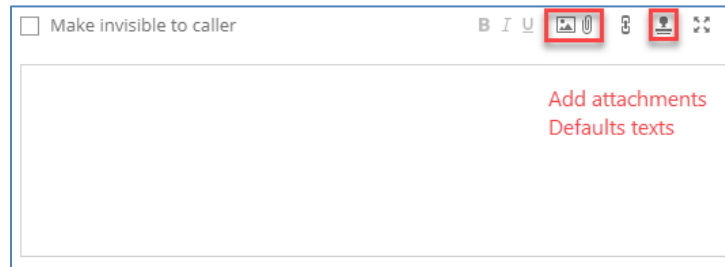 Make invisible to caller B I U
Add attachments
Defaults texts